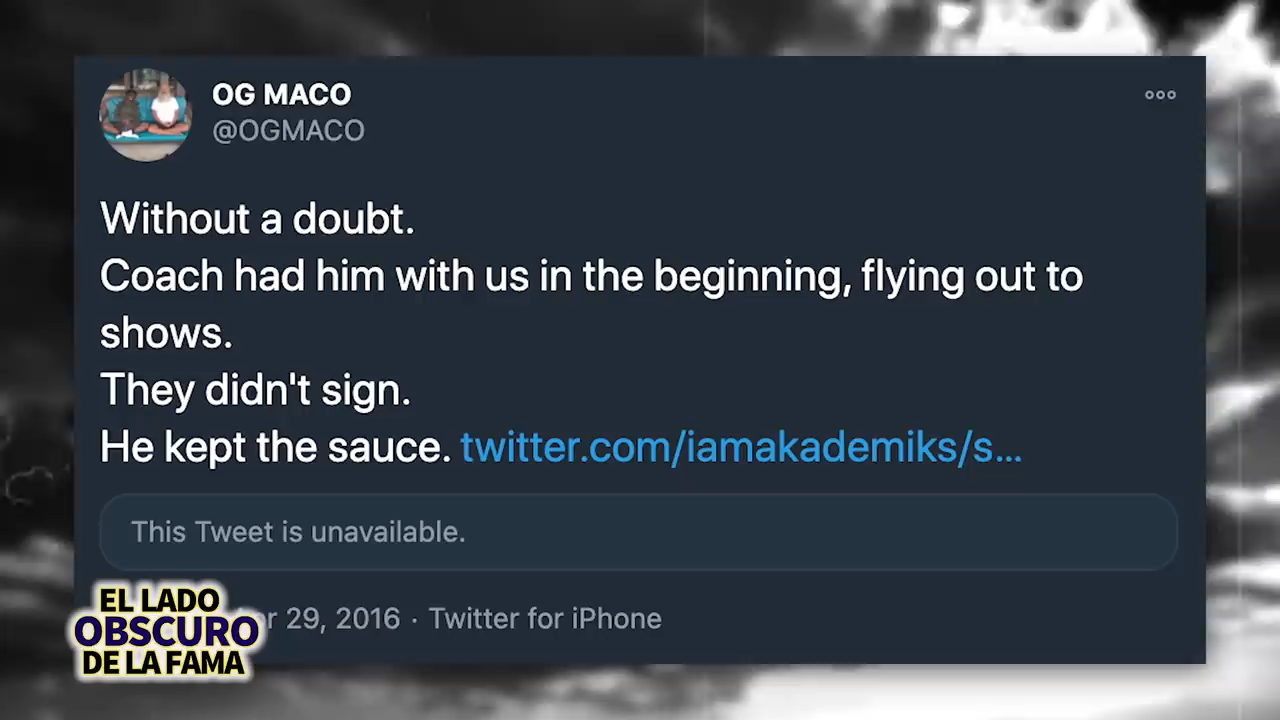 OG MACO
@OGMACO
Without a doubt.
Coach had him with us in the beginning, flying out to
shows.
They didn't sign.
He kept the sauce. twitter.com/iamakademiks/s...
This Tweet is unavailable.
29, 2016 · Twitter for iPhone
EL LADO
OBSCURO
DE LA FAMA